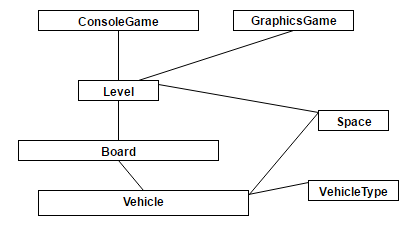 ConsoleGame
GraphicsGame
Level
Space
Board
VehicleType
Vehicle